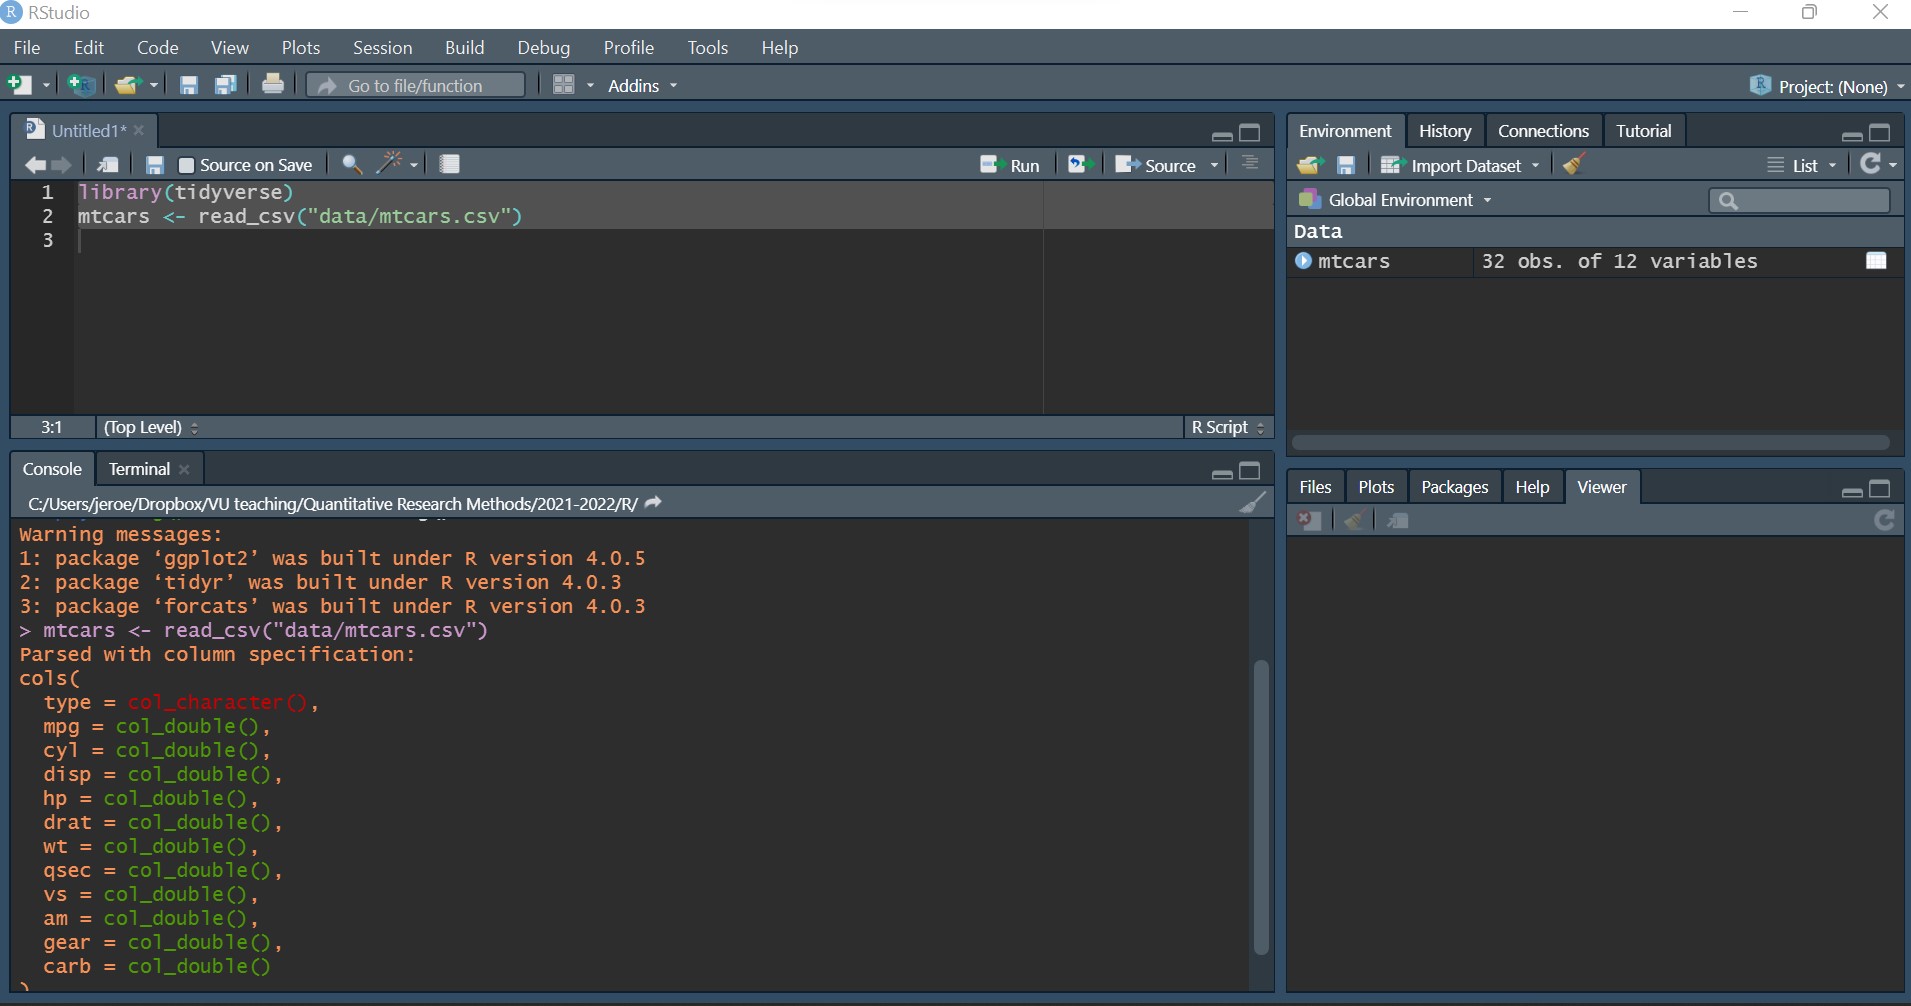 RStudio
File Edit Code View Plots Session Build Debug Profile Tools Help
Go to file/function Addins Project: (None)
Untitled1*
Source on Save Run Source
1 library(tidyverse)
2 mtcars <- read_csv("data/mtcars.csv")
3
3:1 (Top Level) R Script
Console Terminal
C:/Users/jeroe/Dropbox/VU teaching/Quantitative Research Methods/2021-2022/R/
Warning messages:
1: package ‘ggplot2’ was built under R version 4.0.5
2: package ‘tidyr’ was built under R version 4.0.3
3: package ‘forcats’ was built under R version 4.0.3
> mtcars <- read_csv("data/mtcars.csv")
Parsed with column specification:
cols(
  type = col_character(),
  mpg = col_double(),
  cyl = col_double(),
  disp = col_double(),
  hp = col_double(),
  drat = col_double(),
  wt = col_double(),
  qsec = col_double(),
  vs = col_double(),
  am = col_double(),
  gear = col_double(),
  carb = col_double()
)
Environment History Connections Tutorial
Import Dataset List
Global Environment
Data
mtcars 32 obs. of 12 variables
Files Plots Packages Help Viewer